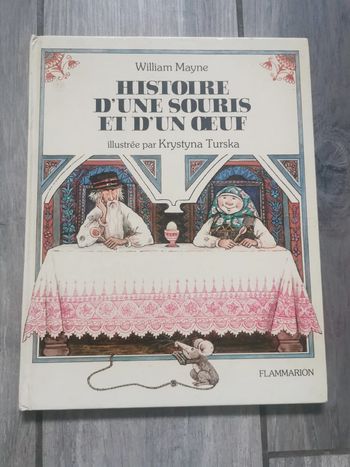 William Mayne
HISTOIRE
D'UNE SOURIS
ET D'UN ŒUF
illustrée par Krystyna Turska
FLAMMARION